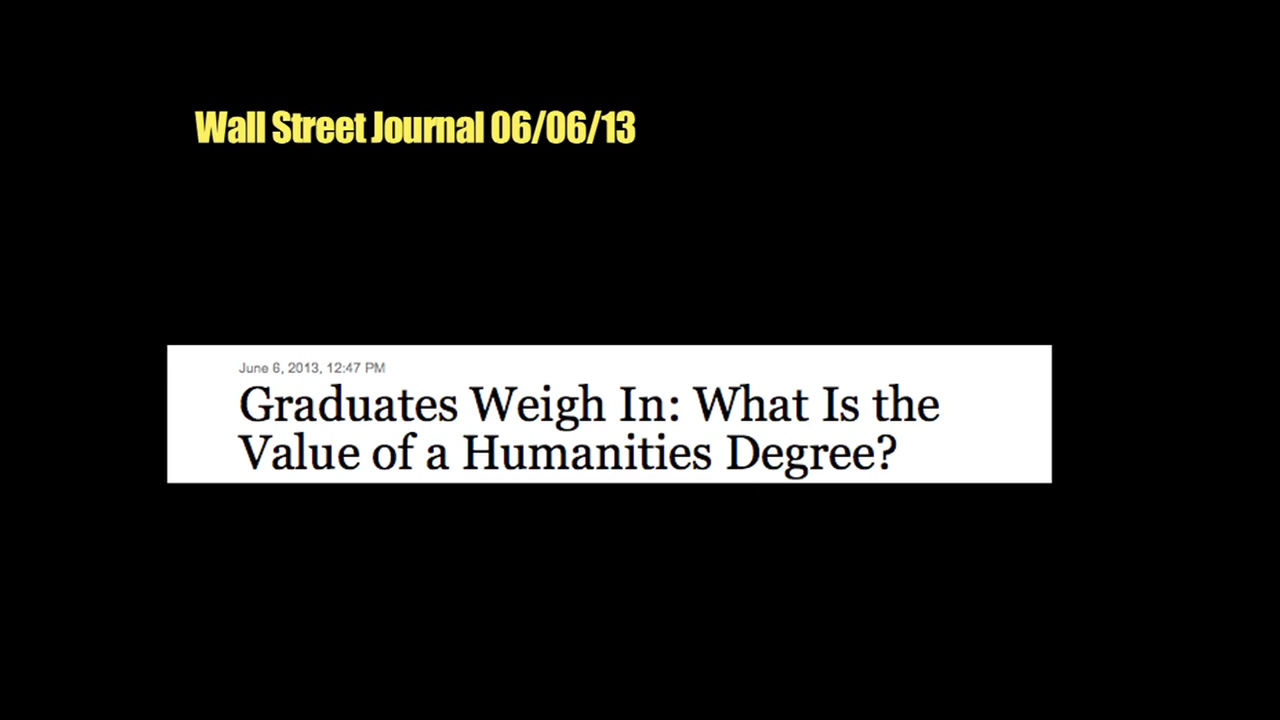 Wall Street Journal 06/06/13
June 6, 2013, 12:47 PM
Graduates Weigh In: What Is the
Value of a Humanities Degree?